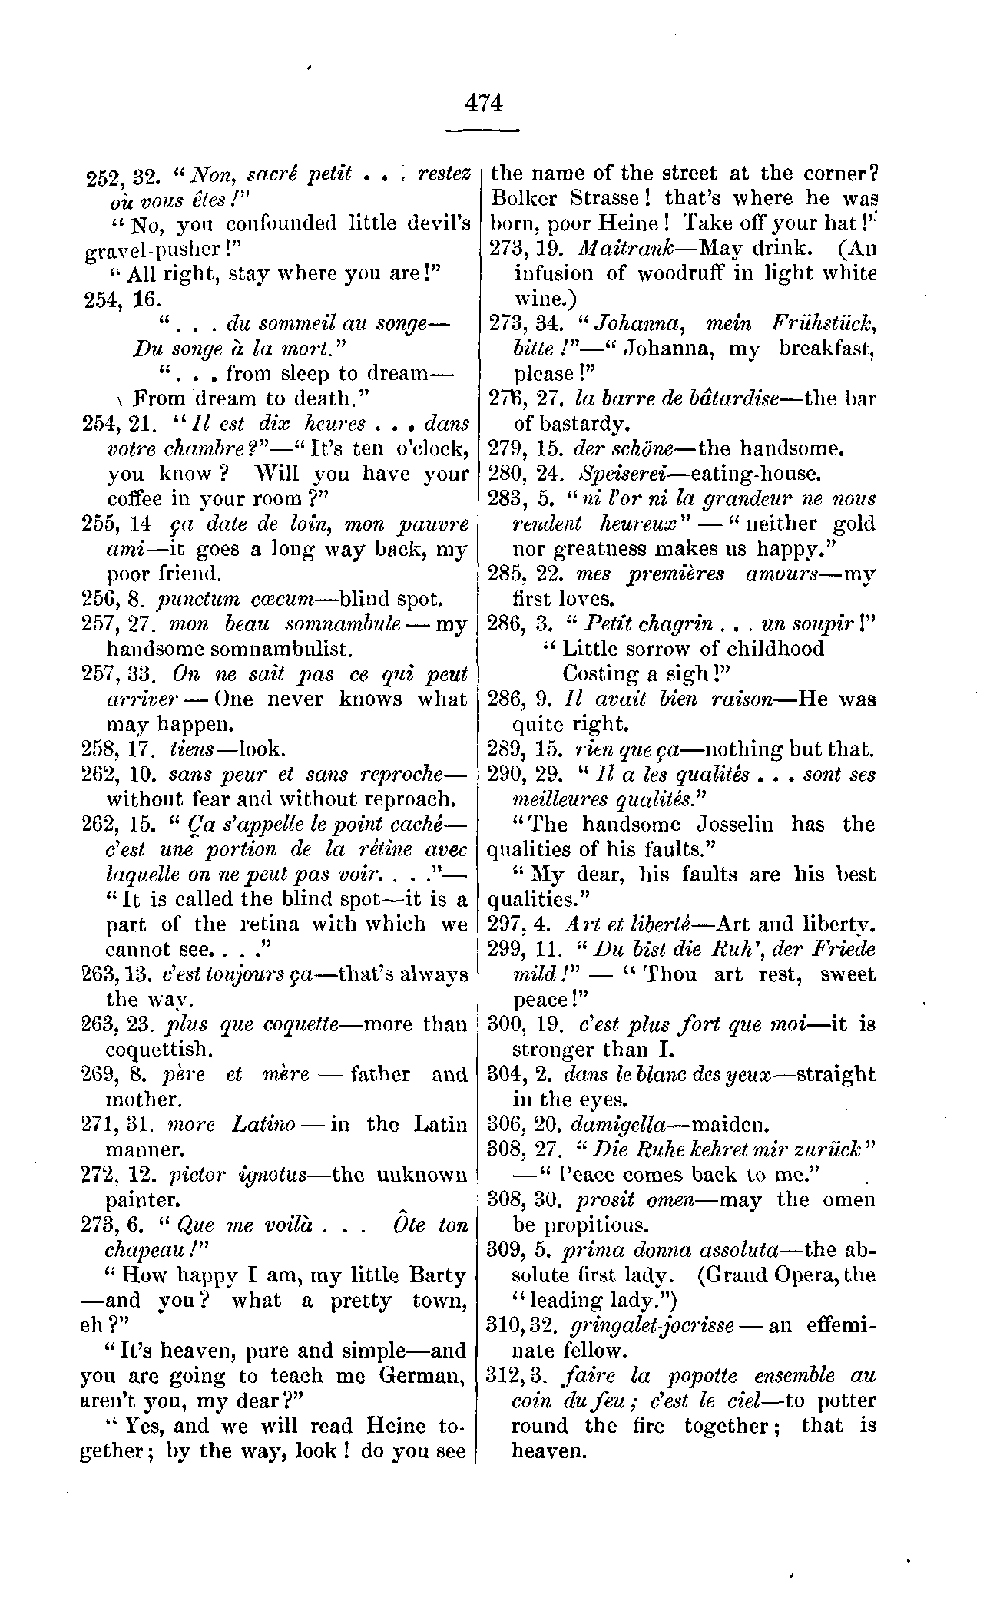 474
252, 32. “Non, sacré petit . . . restez
où vous êtes!”
“No, you confounded little devil's
gravel-pusher!”
“All right, stay where you are!”
254, 16.
“. . . du sommeil au songe—
Du songe à la mort.”
“. . . from sleep to dream—
From dream to death.”
254, 21. “Il est dix heures . . . dans
votre chambre?”—“It's ten o'clock,
you know? Will you have your
coffee in your room?”
255, 14 ça date de loin, mon pauvre
ami—it goes a long way back, my
poor friend.
256, 8. punctum cæcum—blind spot.
257, 27. mon beau somnambule—my
handsome somnambulist.
257, 33. On ne sait pas ce qui peut
arriver—One never knows what
may happen.
258, 17. tiens—look.
262, 10. sans peur et sans reproche—
without fear and without reproach.
262, 15. “Ça s'appelle le point caché—
c'est une portion de la rétine avec
laquelle on ne peut pas voir. . . .”—
“It is called the blind spot—it is a
part of the retina with which we
cannot see. . . .”
263, 13. c'est toujours ça—that's always
the way.
263, 23. plus que coquette—more than
coquettish.
269, 8. père et mère—father and
mother.
271, 31. more Latino—in the Latin
manner.
272, 12. pictor ignotus—the unknown
painter.
273, 6. “Que me voilà . . . Ôte ton
chapeau!”
“How happy I am, my little Barty
—and you? what a pretty town,
eh?”
“It's heaven, pure and simple—and
you are going to teach me German,
aren't you, my dear?”
“Yes, and we will read Heine to-
gether; by the way, look! do you see
the name of the street at the corner?
Bolker Strasse! that's where he was
born, poor Heine! Take off your hat!”
273, 19. Maitrank—May drink. (An
infusion of woodruff in light white
wine.)
273, 34. “Johanna, mein Frühstück,
bitte!”—“Johanna, my breakfast,
please!”
276, 27. la barre de bâtardise—the bar
of bastardy.
279, 15. der schöne—the handsome.
280, 24. Speiserei—eating-house.
283, 5. “ni l'or ni la grandeur ne nous
rendent heureux”—“neither gold
nor greatness makes us happy.”
285, 22. mes premières amours—my
first loves.
286, 3. “Petit chagrin . . . un soupir!”
“Little sorrow of childhood
Costing a sigh!”
286, 9. Il avait bien raison—He was
quite right.
289, 15. rien que ça—nothing but that.
290, 29. “Il a les qualités . . . sont ses
meilleures qualités.”
“The handsome Josselin has the
qualities of his faults.”
“My dear, his faults are his best
qualities.”
297, 4. Art et liberté—Art and liberty.
299, 11. “Du bist die Ruh', der Friede
mild!”—“Thou art rest, sweet
peace!”
300, 19. c'est plus fort que moi—it is
stronger than I.
304, 2. dans le blanc des yeux—straight
in the eyes.
306, 20. damigella—maiden.
308, 27. “Die Ruhe kehret mir zurück”
—“Peace comes back to me.”
308, 30. prosit omen—may the omen
be propitious.
309, 5. prima donna assoluta—the ab-
solute first lady. (Grand Opera, the
“leading lady.”)
310, 32. gringalet-jocrisse—an effemi-
nate fellow.
312, 3. faire la popotte ensemble au
coin du feu; c'est le ciel—to potter
round the fire together; that is
heaven.